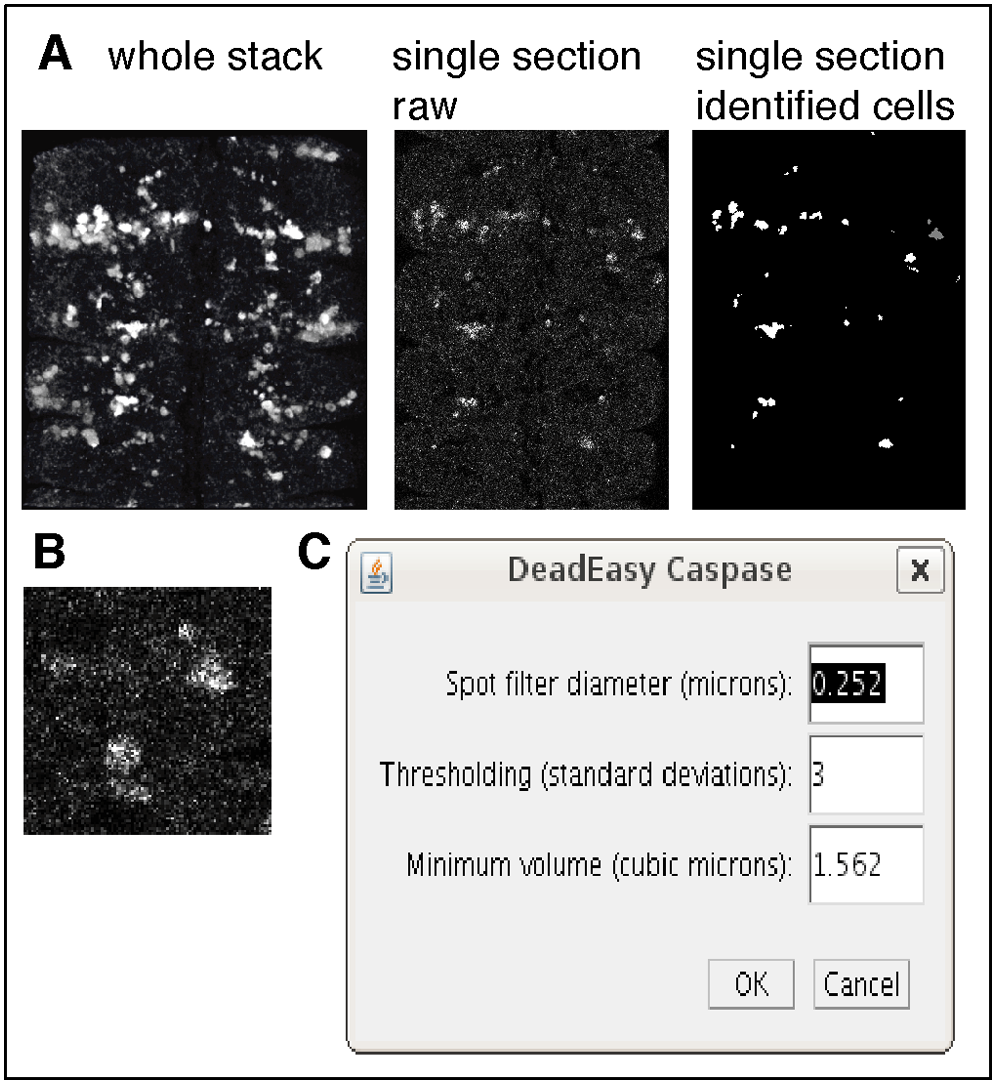 A whole stack
single section
raw
single section
identified cells
B
C
DeadEasy Caspase
Spot filter diameter (microns): 0.252
Thresholding (standard deviations): 3
Minimum volume (cubic microns): 1.562
OK Cancel